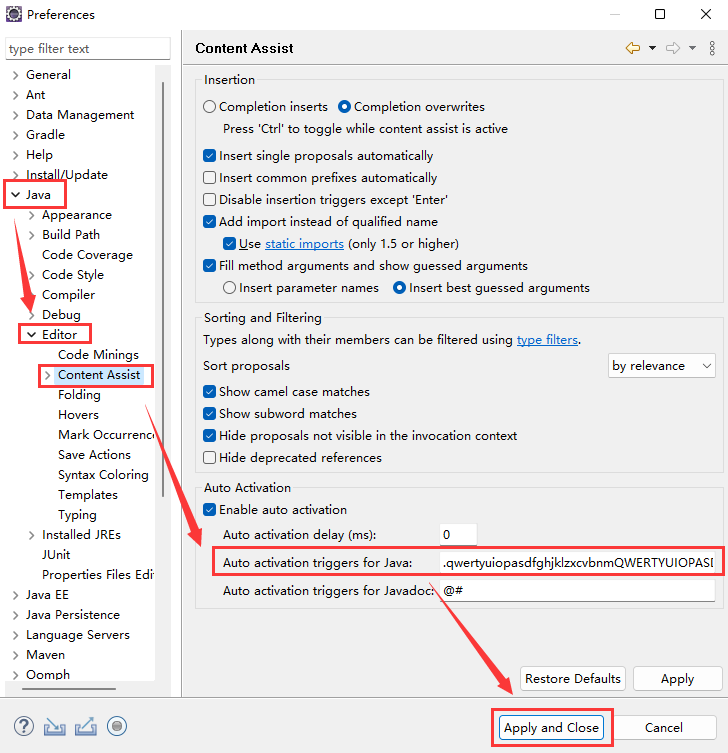 Preferences
type filter text
General
Ant
Data Management
Gradle
Help
Install/Update
Java
Appearance
Build Path
Code Coverage
Code Style
Compiler
Debug
Editor
Code Minings
Content Assist
Folding
Hovers
Mark Occurrenc
Save Actions
Syntax Coloring
Templates
Typing
Installed JREs
JUnit
Properties Files Edi
Java EE
Java Persistence
Language Servers
Maven
Oomph
Content Assist
Insertion
Completion inserts Completion overwrites
Press 'Ctrl' to toggle while content assist is active
Insert single proposals automatically
Insert common prefixes automatically
Disable insertion triggers except 'Enter'
Add import instead of qualified name
Use static imports (only 1.5 or higher)
Fill method arguments and show guessed arguments
Insert parameter names Insert best guessed arguments
Sorting and Filtering
Types along with their members can be filtered using type filters.
Sort proposals by relevance
Show camel case matches
Show subword matches
Hide proposals not visible in the invocation context
Hide deprecated references
Auto Activation
Enable auto activation
Auto activation delay (ms): 0
Auto activation triggers for Java: .qwertyuiopasdfghjklzxcvbnmQWERTYUIOPASD
Auto activation triggers for Javadoc: @#
Restore Defaults Apply
Apply and Close Cancel